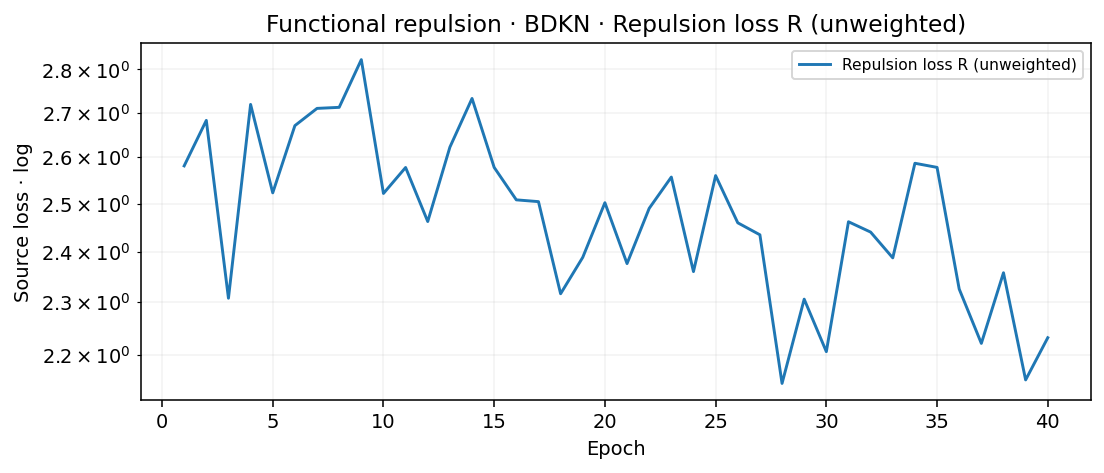 Functional repulsion · BDKN · Repulsion loss R (unweighted)
Repulsion loss R (unweighted)
Source loss · log
2.8 × 10⁰
2.7 × 10⁰
2.6 × 10⁰
2.5 × 10⁰
2.4 × 10⁰
2.3 × 10⁰
2.2 × 10⁰
0 5 10 15 20 25 30 35 40
Epoch